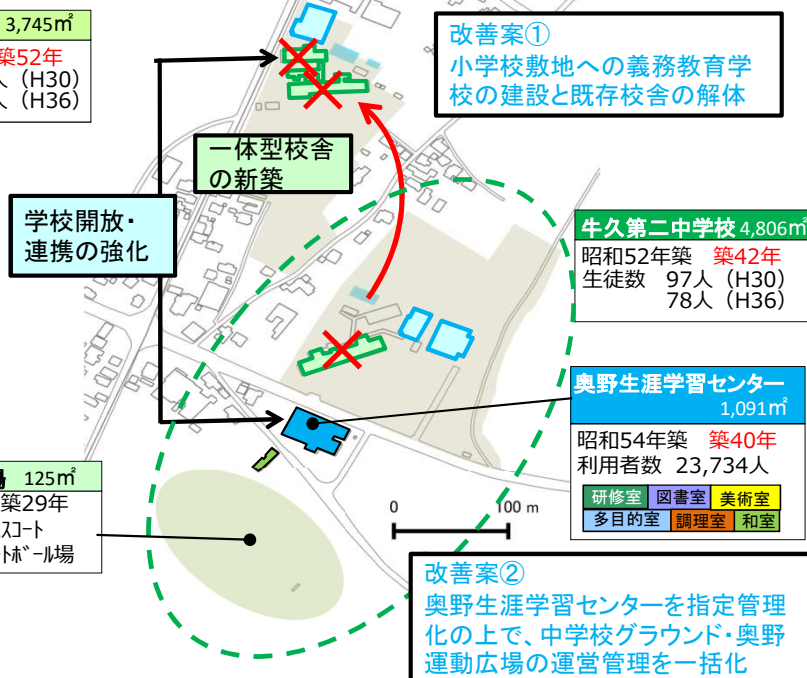 3,745㎡
築52年
人（H30）
人（H36）
改善案①
小学校敷地への義務教育学
校の建設と既存校舎の解体
一体型校舎
の新築
学校開放・
連携の強化
牛久第二中学校 4,806㎡
昭和52年築 築42年
生徒数 97人（H30）
78人（H36）
奥野生涯学習センター
1,091㎡
昭和54年築 築40年
利用者数 23,734人
研修室 図書室 美術室
多目的室 調理室 和室
場 125㎡
築29年
スコート
トボール場
0 100 m
改善案②
奥野生涯学習センターを指定管理
化の上で、中学校グラウンド・奥野
運動広場の運営管理を一括化